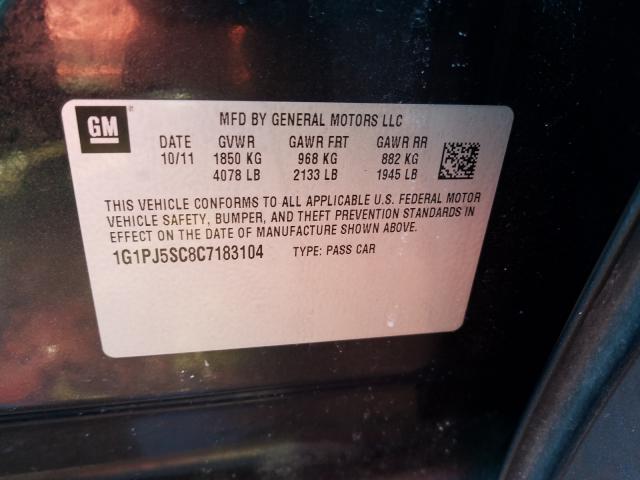 GM
MFD BY GENERAL MOTORS LLC
DATE GVWR GAWR FRT GAWR RR
10/11 1850 KG 968 KG 882 KG
4078 LB 2133 LB 1945 LB
THIS VEHICLE CONFORMS TO ALL APPLICABLE U.S. FEDERAL MOTOR
VEHICLE SAFETY, BUMPER, AND THEFT PREVENTION STANDARDS IN
EFFECT ON THE DATE OF MANUFACTURE SHOWN ABOVE.
1G1PJ5SC8C7183104 TYPE: PASS CAR